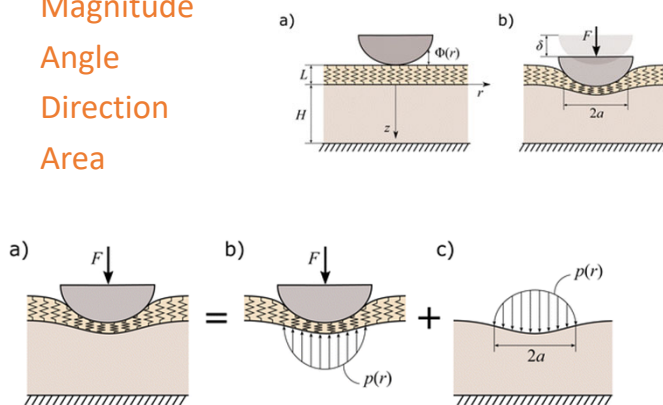 Magnitude
Angle
Direction
Area
a)
Φ(r)
L
r
H
z
b)
F
δ
2a
a)
F
=
b)
F
p(r)
+
c)
p(r)
2a